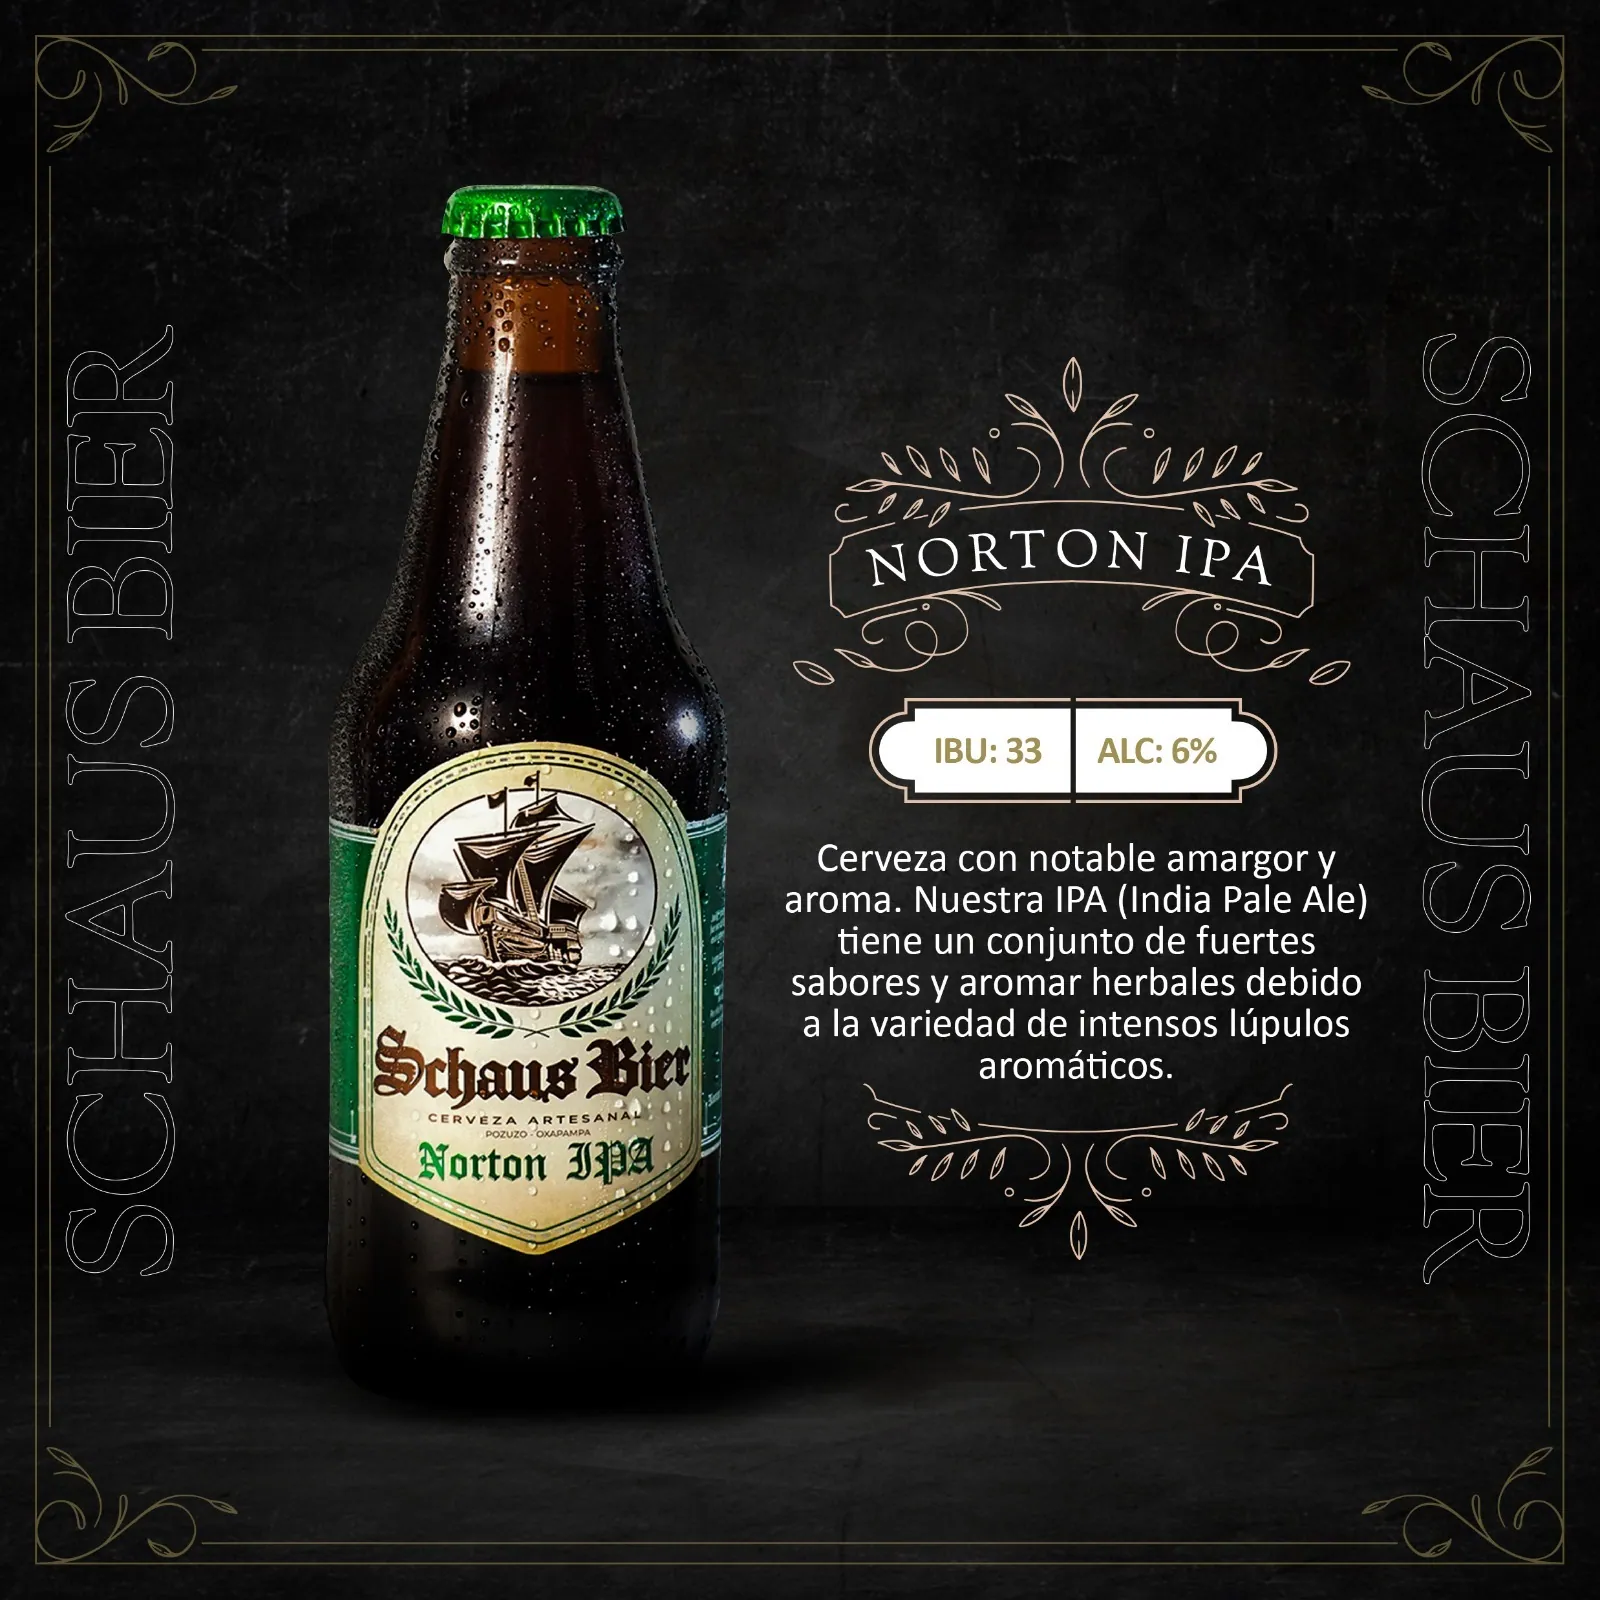 SCHAUS BIER
NORTON IPA
IBU: 33
ALC: 6%
Cerveza con notable amargor y
aroma. Nuestra IPA (India Pale Ale)
tiene un conjunto de fuertes
sabores y aromar herbales debido
a la variedad de intensos lúpulos
aromáticos.
Schaus Bier
CERVEZA ARTESANAL
POZUZO - OXAPAMPA
Norton IPA
SCHAUS BIER